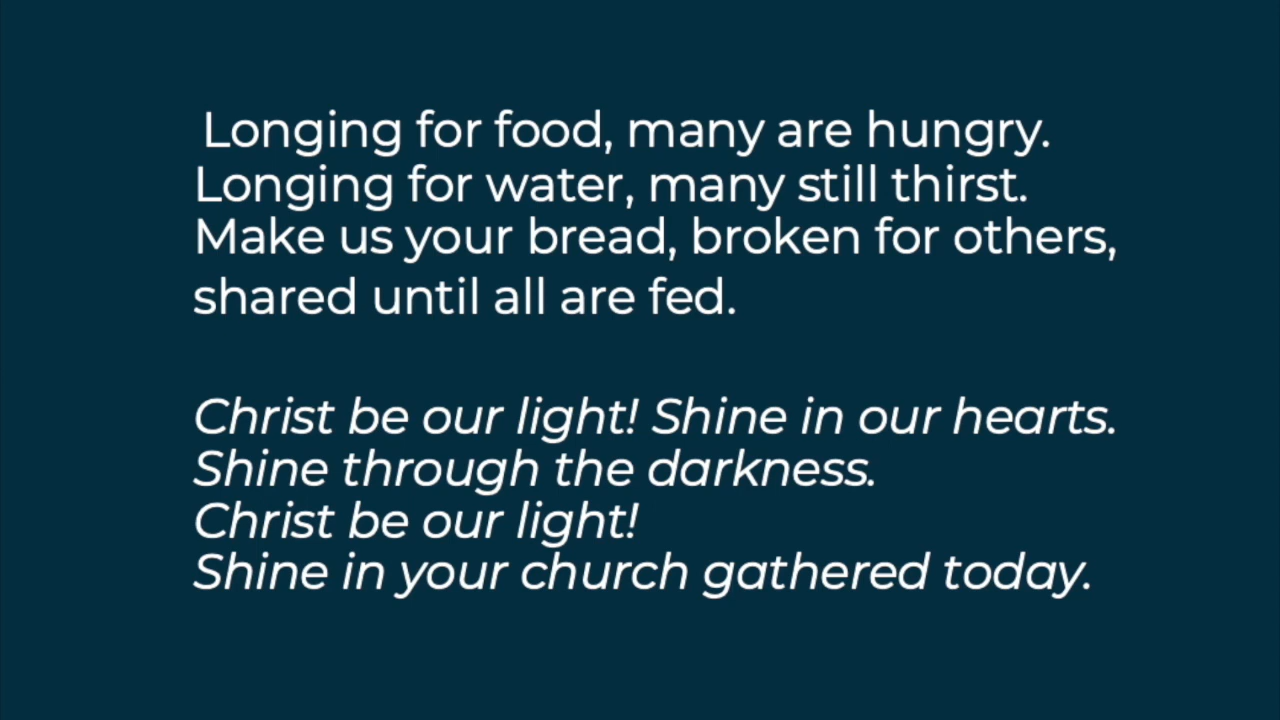 Longing for food, many are hungry.
Longing for water, many still thirst.
Make us your bread, broken for others,
shared until all are fed.
Christ be our light! Shine in our hearts.
Shine through the darkness.
Christ be our light!
Shine in your church gathered today.